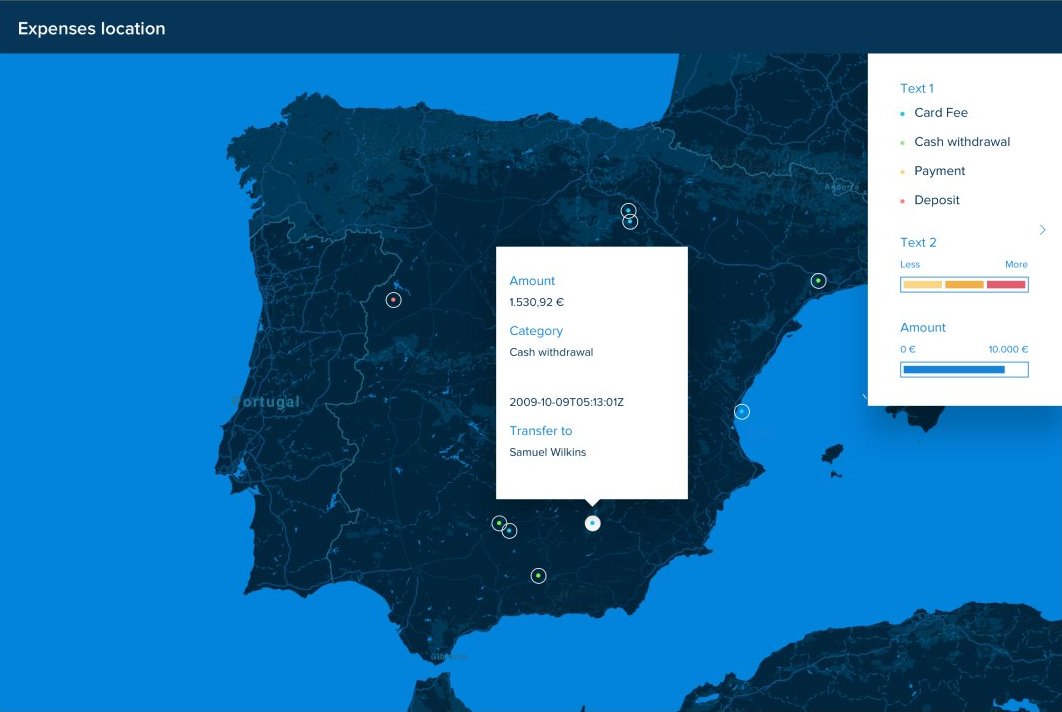 Expenses location
Text 1
Card Fee
Cash withdrawal
Payment
Deposit
Text 2
Less More
Amount
0 € 10.000 €
Amount
1.530,92 €
Category
Cash withdrawal
2009-10-09T05:13:01Z
Transfer to
Samuel Wilkins
Andorra
Portugal